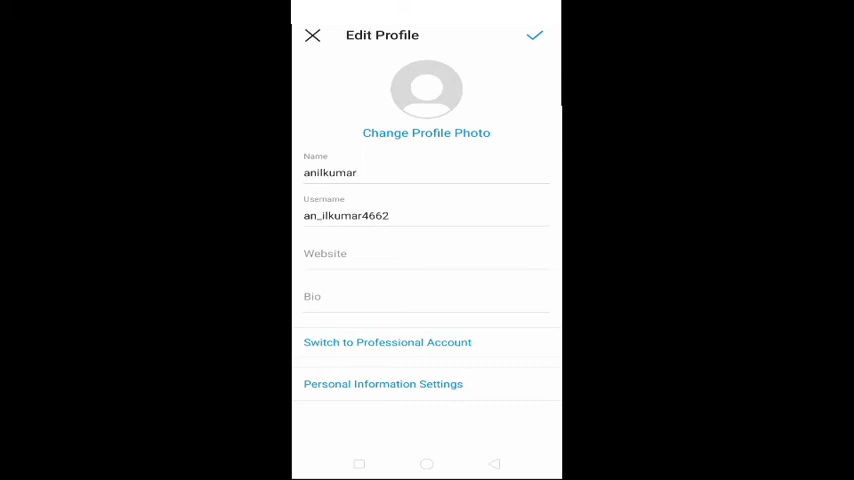 Edit Profile
Change Profile Photo
Name
anilkumar
Username
an_ilkumar4662
Website
Bio
Switch to Professional Account
Personal Information Settings